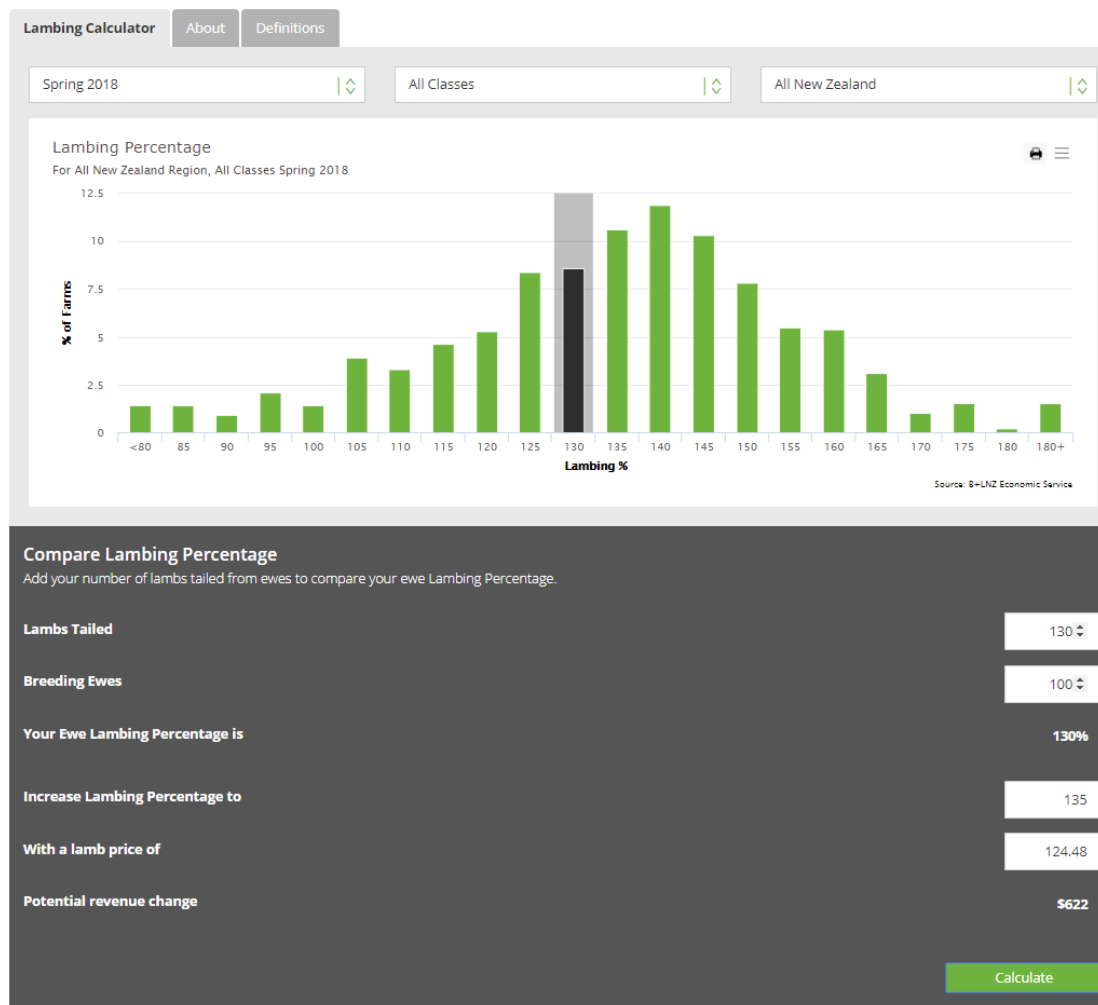 Lambing Calculator About Definitions
Spring 2018 All Classes All New Zealand
Lambing Percentage
For All New Zealand Region, All Classes Spring 2018
% of Farms
12.5
10
7.5
5
2.5
0
<80 85 90 95 100 105 110 115 120 125 130 135 140 145 150 155 160 165 170 175 180 180+
Lambing %
Source: B+LNZ Economic Service
Compare Lambing Percentage
Add your number of lambs tailed from ewes to compare your ewe Lambing Percentage.
Lambs Tailed 130
Breeding Ewes 100
Your Ewe Lambing Percentage is 130%
Increase Lambing Percentage to 135
With a lamb price of 124.48
Potential revenue change $622
Calculate